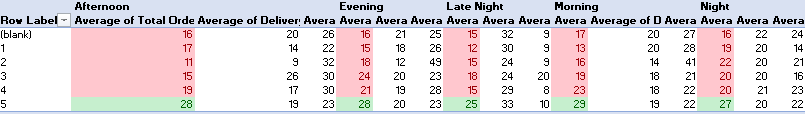 Afternoon Evening Late Night Morning Night
Row Label Average of Total Orde Average of Deliver Avera Avera Avera Avera Avera Avera Avera Avera Average of D Avera Avera Avera Avera
(blank) 16 20 26 16 21 25 15 32 9 17 20 27 16 22 24
1 17 14 22 15 18 26 12 30 9 13 20 28 19 20 14
2 11 9 32 18 12 49 15 24 9 16 14 41 22 20 21
3 15 26 30 24 20 23 18 24 20 19 18 21 20 20 16
4 19 17 30 21 19 28 15 29 8 23 18 22 20 21 23
5 28 19 23 28 20 23 25 33 10 29 19 22 27 20 22